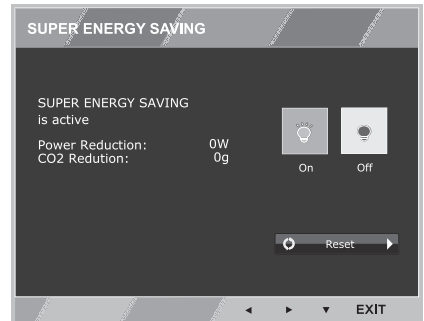 SUPER ENERGY SAVING
SUPER ENERGY SAVING
is active
Power Reduction: 0W
CO2 Redution: 0g
On Off
Reset
EXIT